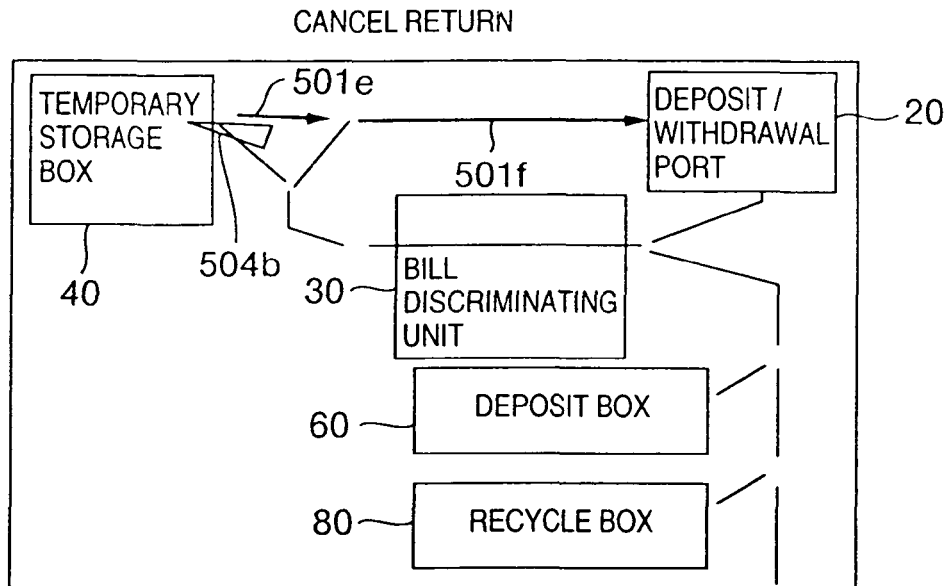 CANCEL RETURN
TEMPORARY
STORAGE
BOX
501e
DEPOSIT /
WITHDRAWAL
PORT
20
501f
504b
40
30
BILL
DISCRIMINATING
UNIT
60
DEPOSIT BOX
80
RECYCLE BOX